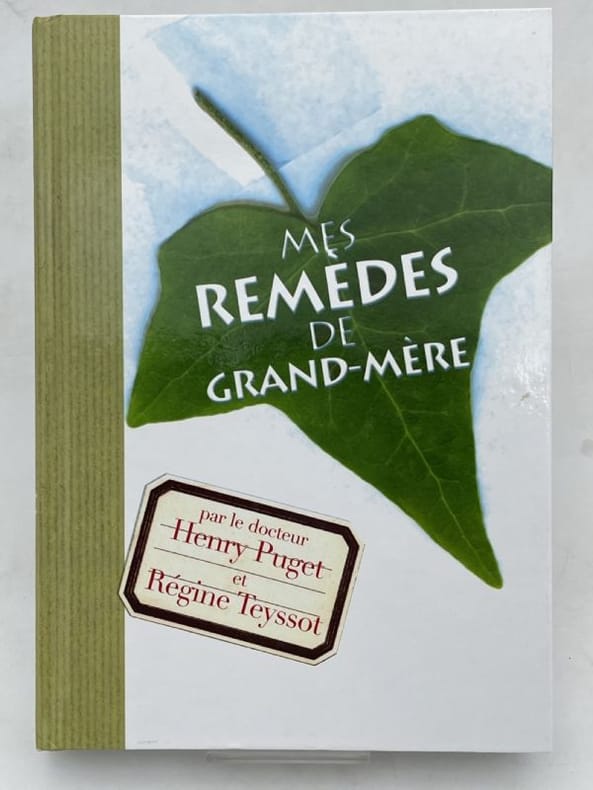 MES
REMÈDES
DE
GRAND-MÈRE
par le docteur
Henry Puget
et
Régine Teyssot